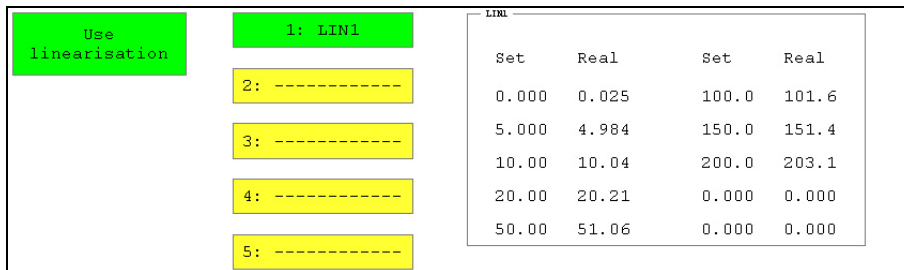 Use
linearisation
1: LIN1
2: ------------
3: ------------
4: ------------
5: ------------
LIN1
Set Real Set Real
0.000 0.025 100.0 101.6
5.000 4.984 150.0 151.4
10.00 10.04 200.0 203.1
20.00 20.21 0.000 0.000
50.00 51.06 0.000 0.000